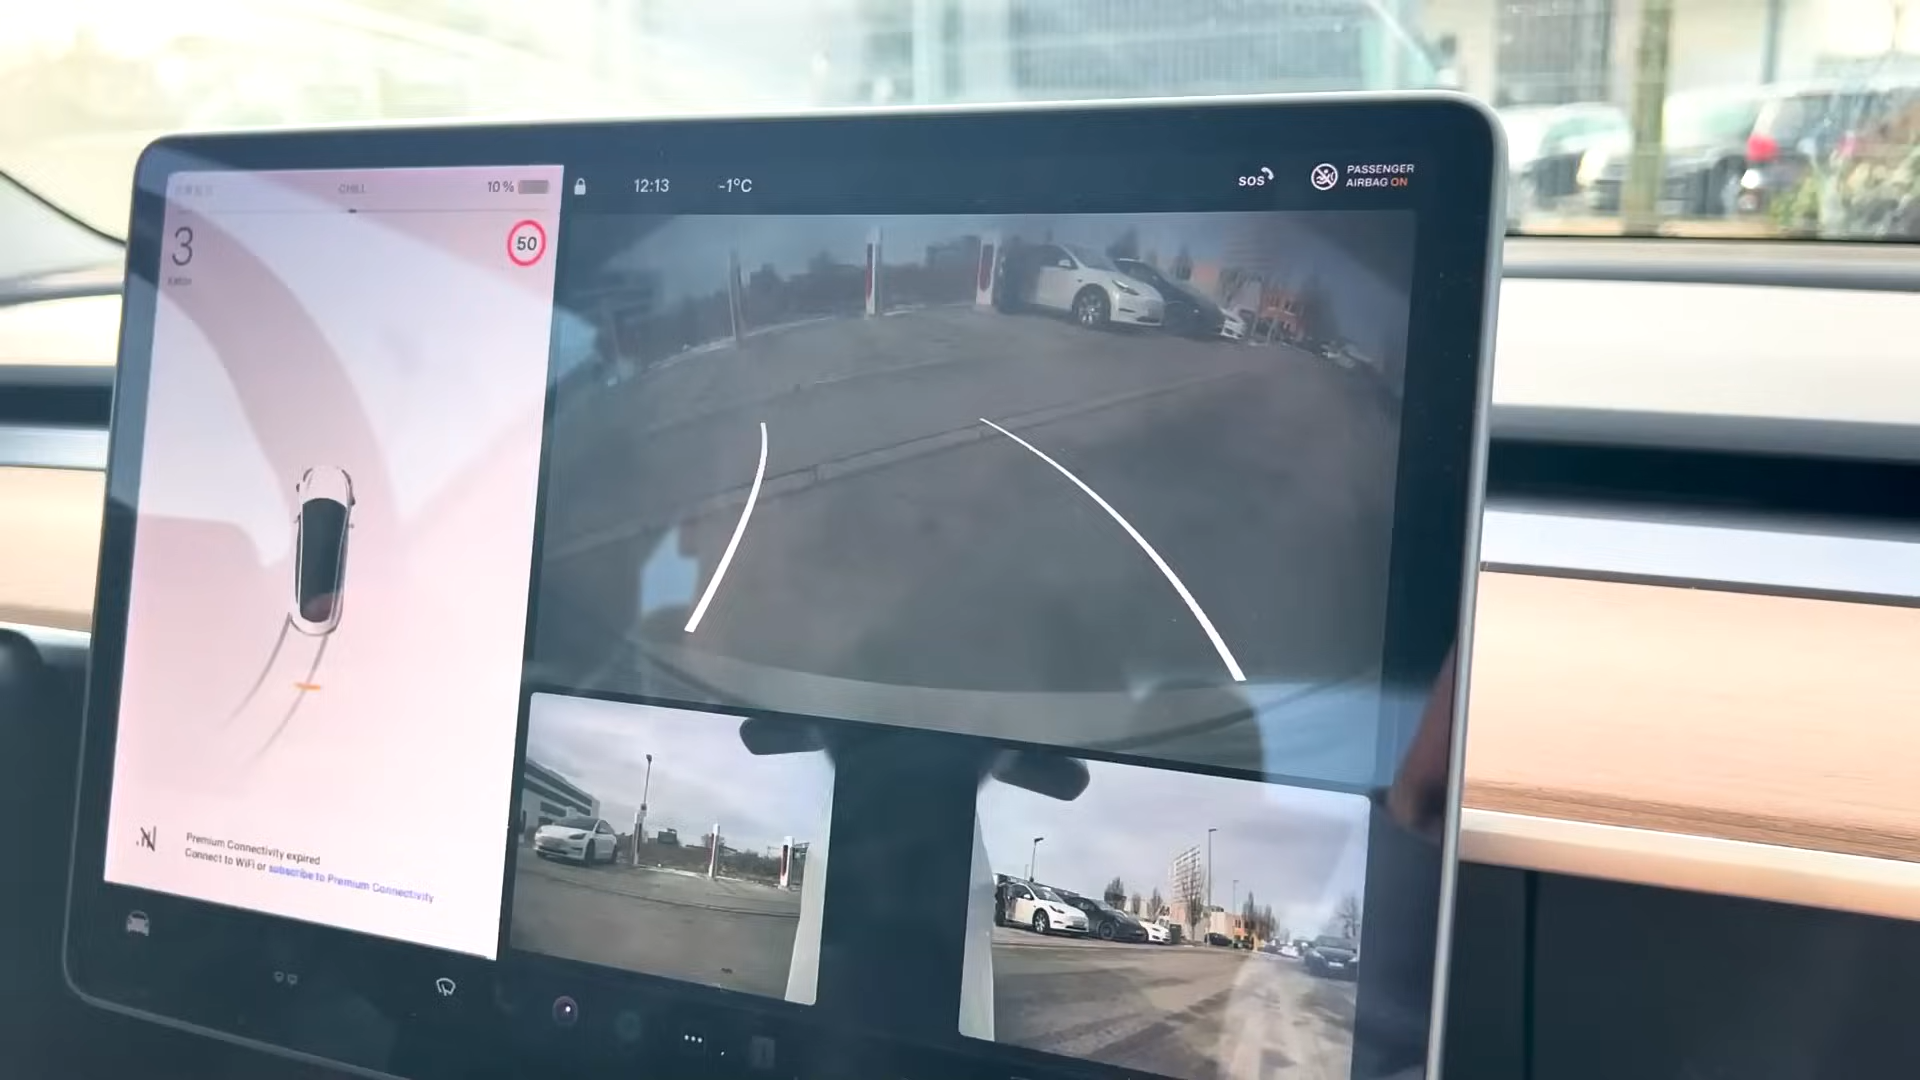 CHILL
10 %
12:13
-1°C
SOS
PASSENGER
AIRBAG ON
3
KM/H
50
Premium Connectivity expired
Connect to WiFi or subscribe to Premium Connectivity